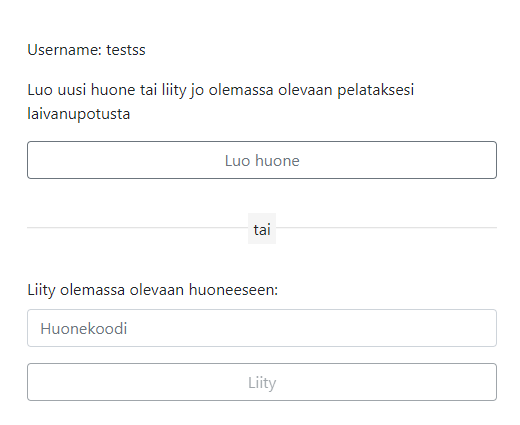 Username: testss
Luo uusi huone tai liity jo olemassa olevaan pelataksesi
laivanupotusta
Luo huone
tai
Liity olemassa olevaan huoneeseen:
Huonekoodi
Liity